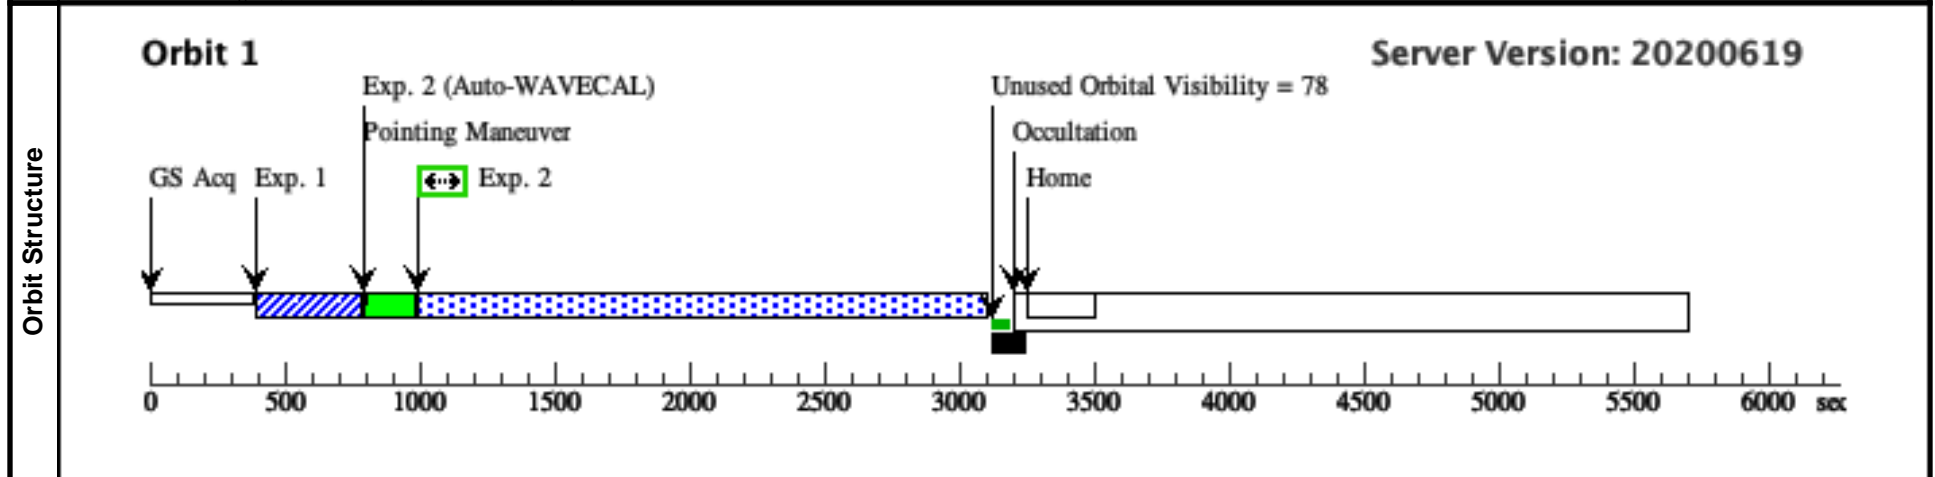 Orbit Structure
Orbit 1
Server Version: 20200619
Exp. 2 (Auto-WAVECAL)
Unused Orbital Visibility = 78
Pointing Maneuver
Occultation
GS Acq
Exp. 1
Exp. 2
Home
0 500 1000 1500 2000 2500 3000 3500 4000 4500 5000 5500 6000 sec